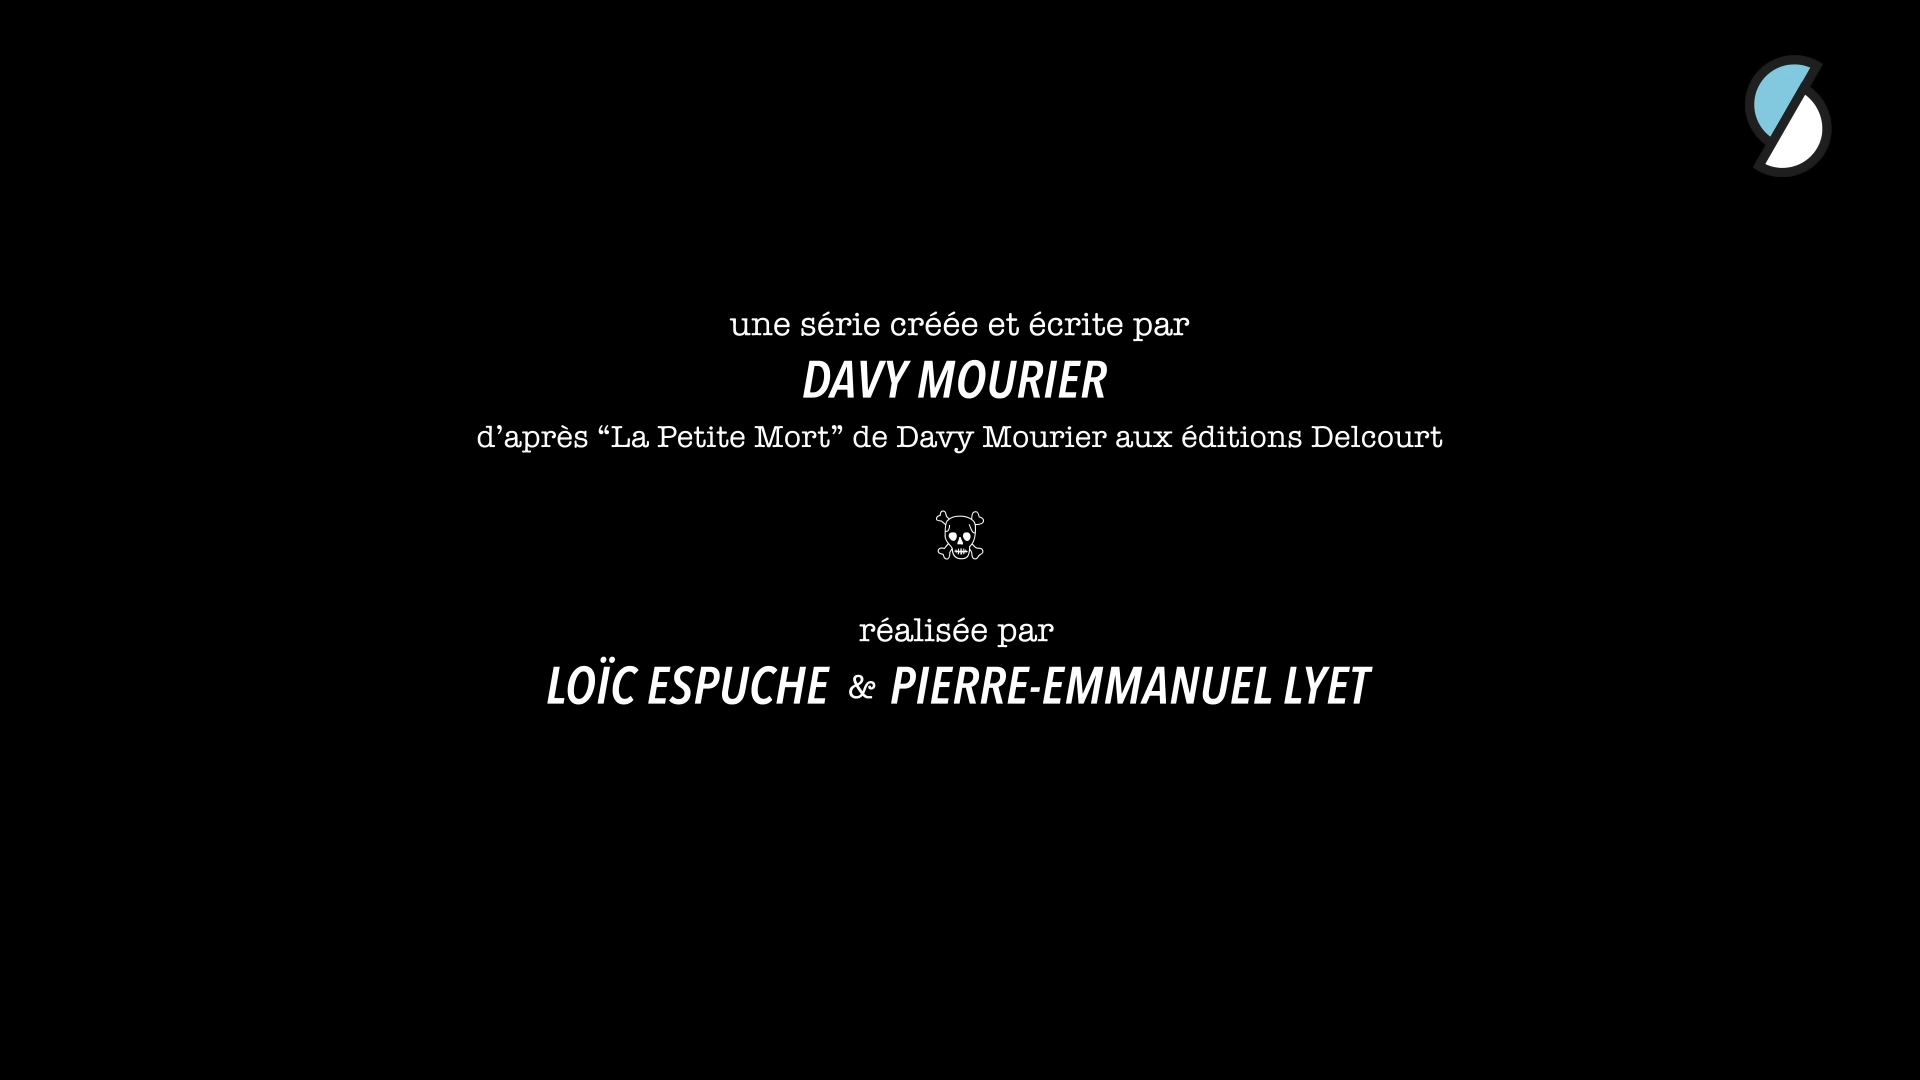 une série créée et écrite par
DAVY MOURIER
d’après “La Petite Mort” de Davy Mourier aux éditions Delcourt
réalisée par
LOÏC ESPUCHE & PIERRE-EMMANUEL LYET